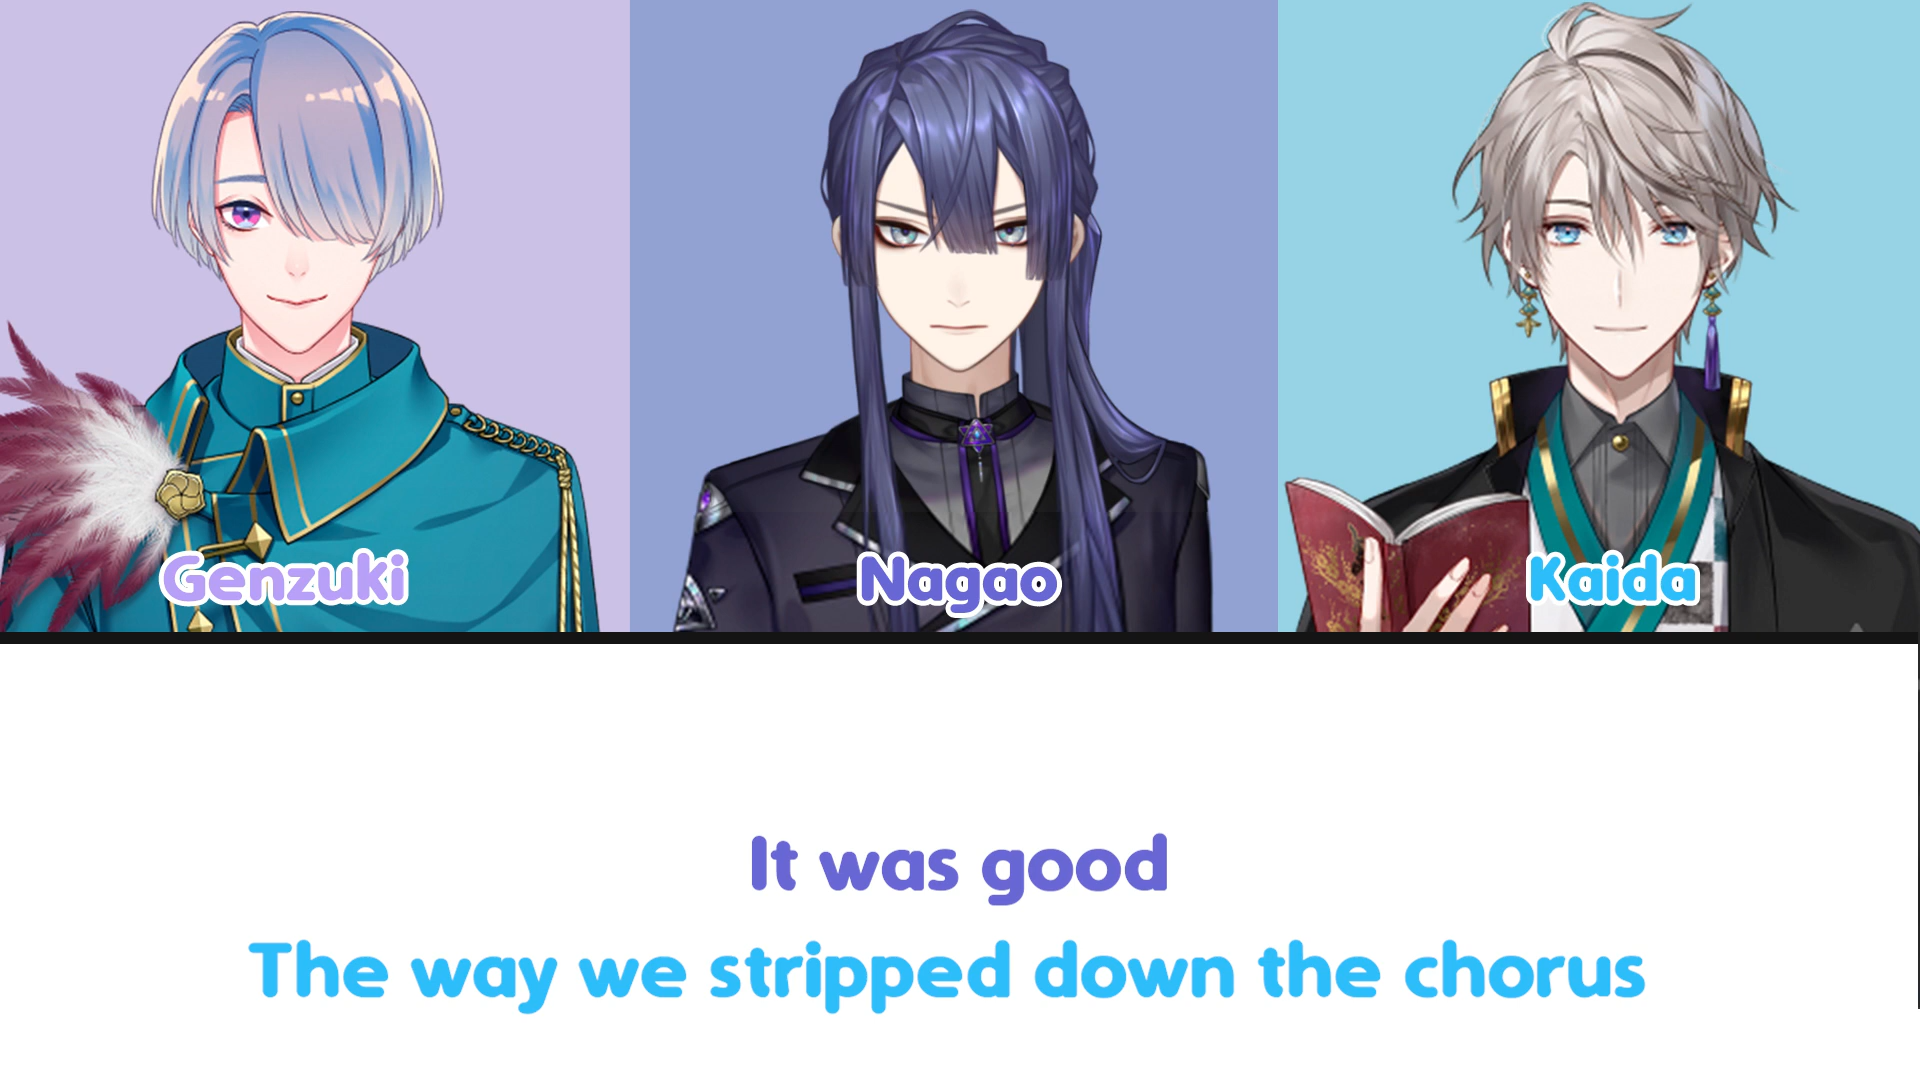 Genzuki
Nagao
Kaida
It was good
The way we stripped down the chorus